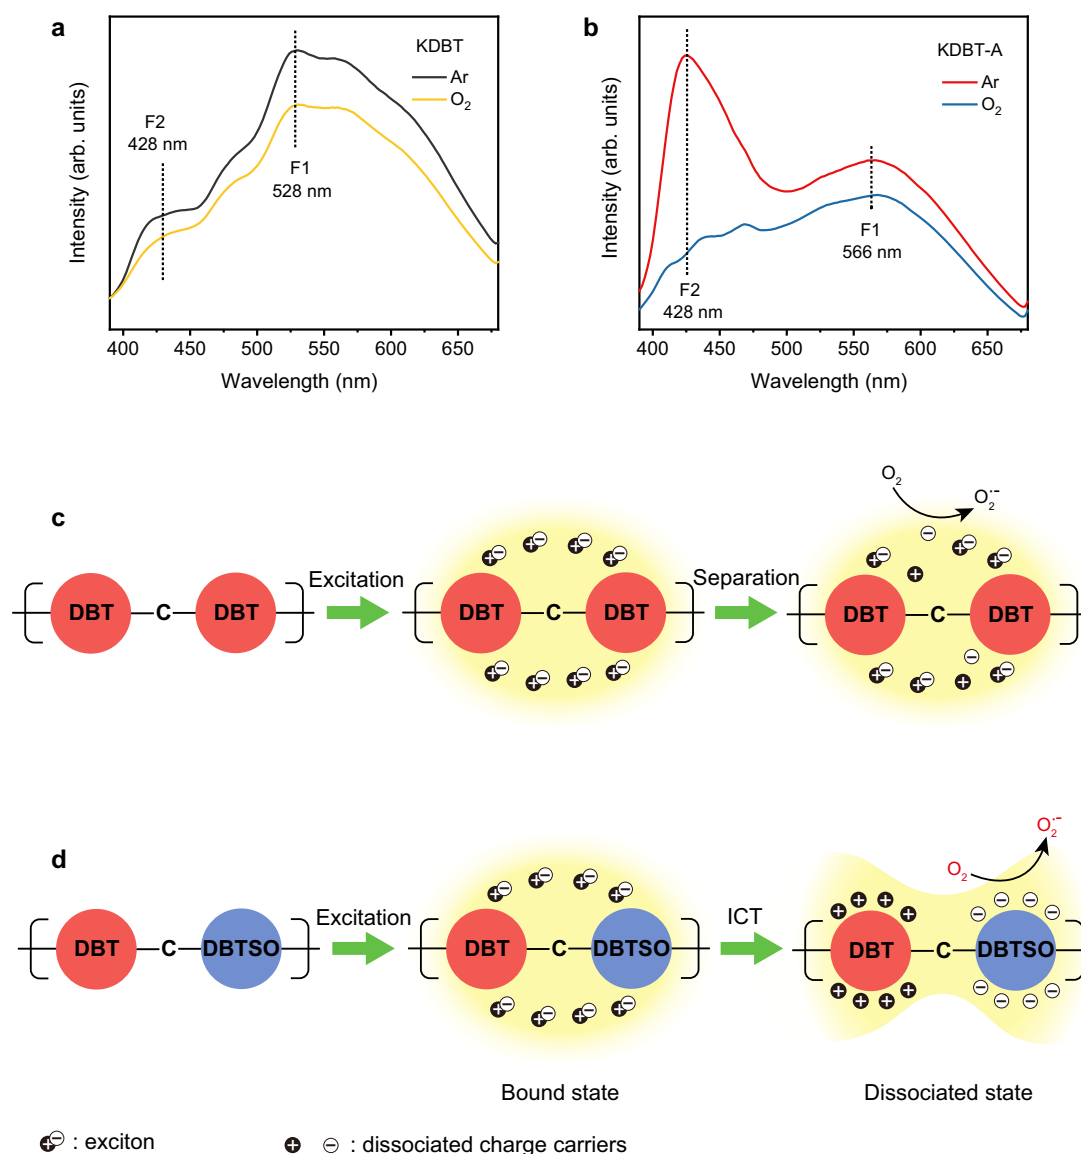 a
KDBT
Ar
O₂
F2
428 nm
F1
528 nm
Intensity (arb. units)
400 450 500 550 600 650
Wavelength (nm)
b
KDBT-A
Ar
O₂
F1
566 nm
F2
428 nm
Intensity (arb. units)
400 450 500 550 600 650
Wavelength (nm)
c
O₂ O₂·⁻
Excitation Separation
DBT C DBT DBT C DBT DBT C DBT
d
O₂ O₂·⁻
Excitation ICT
DBT C DBTSO DBT C DBTSO DBT C DBTSO
Bound state Dissociated state
: exciton : dissociated charge carriers